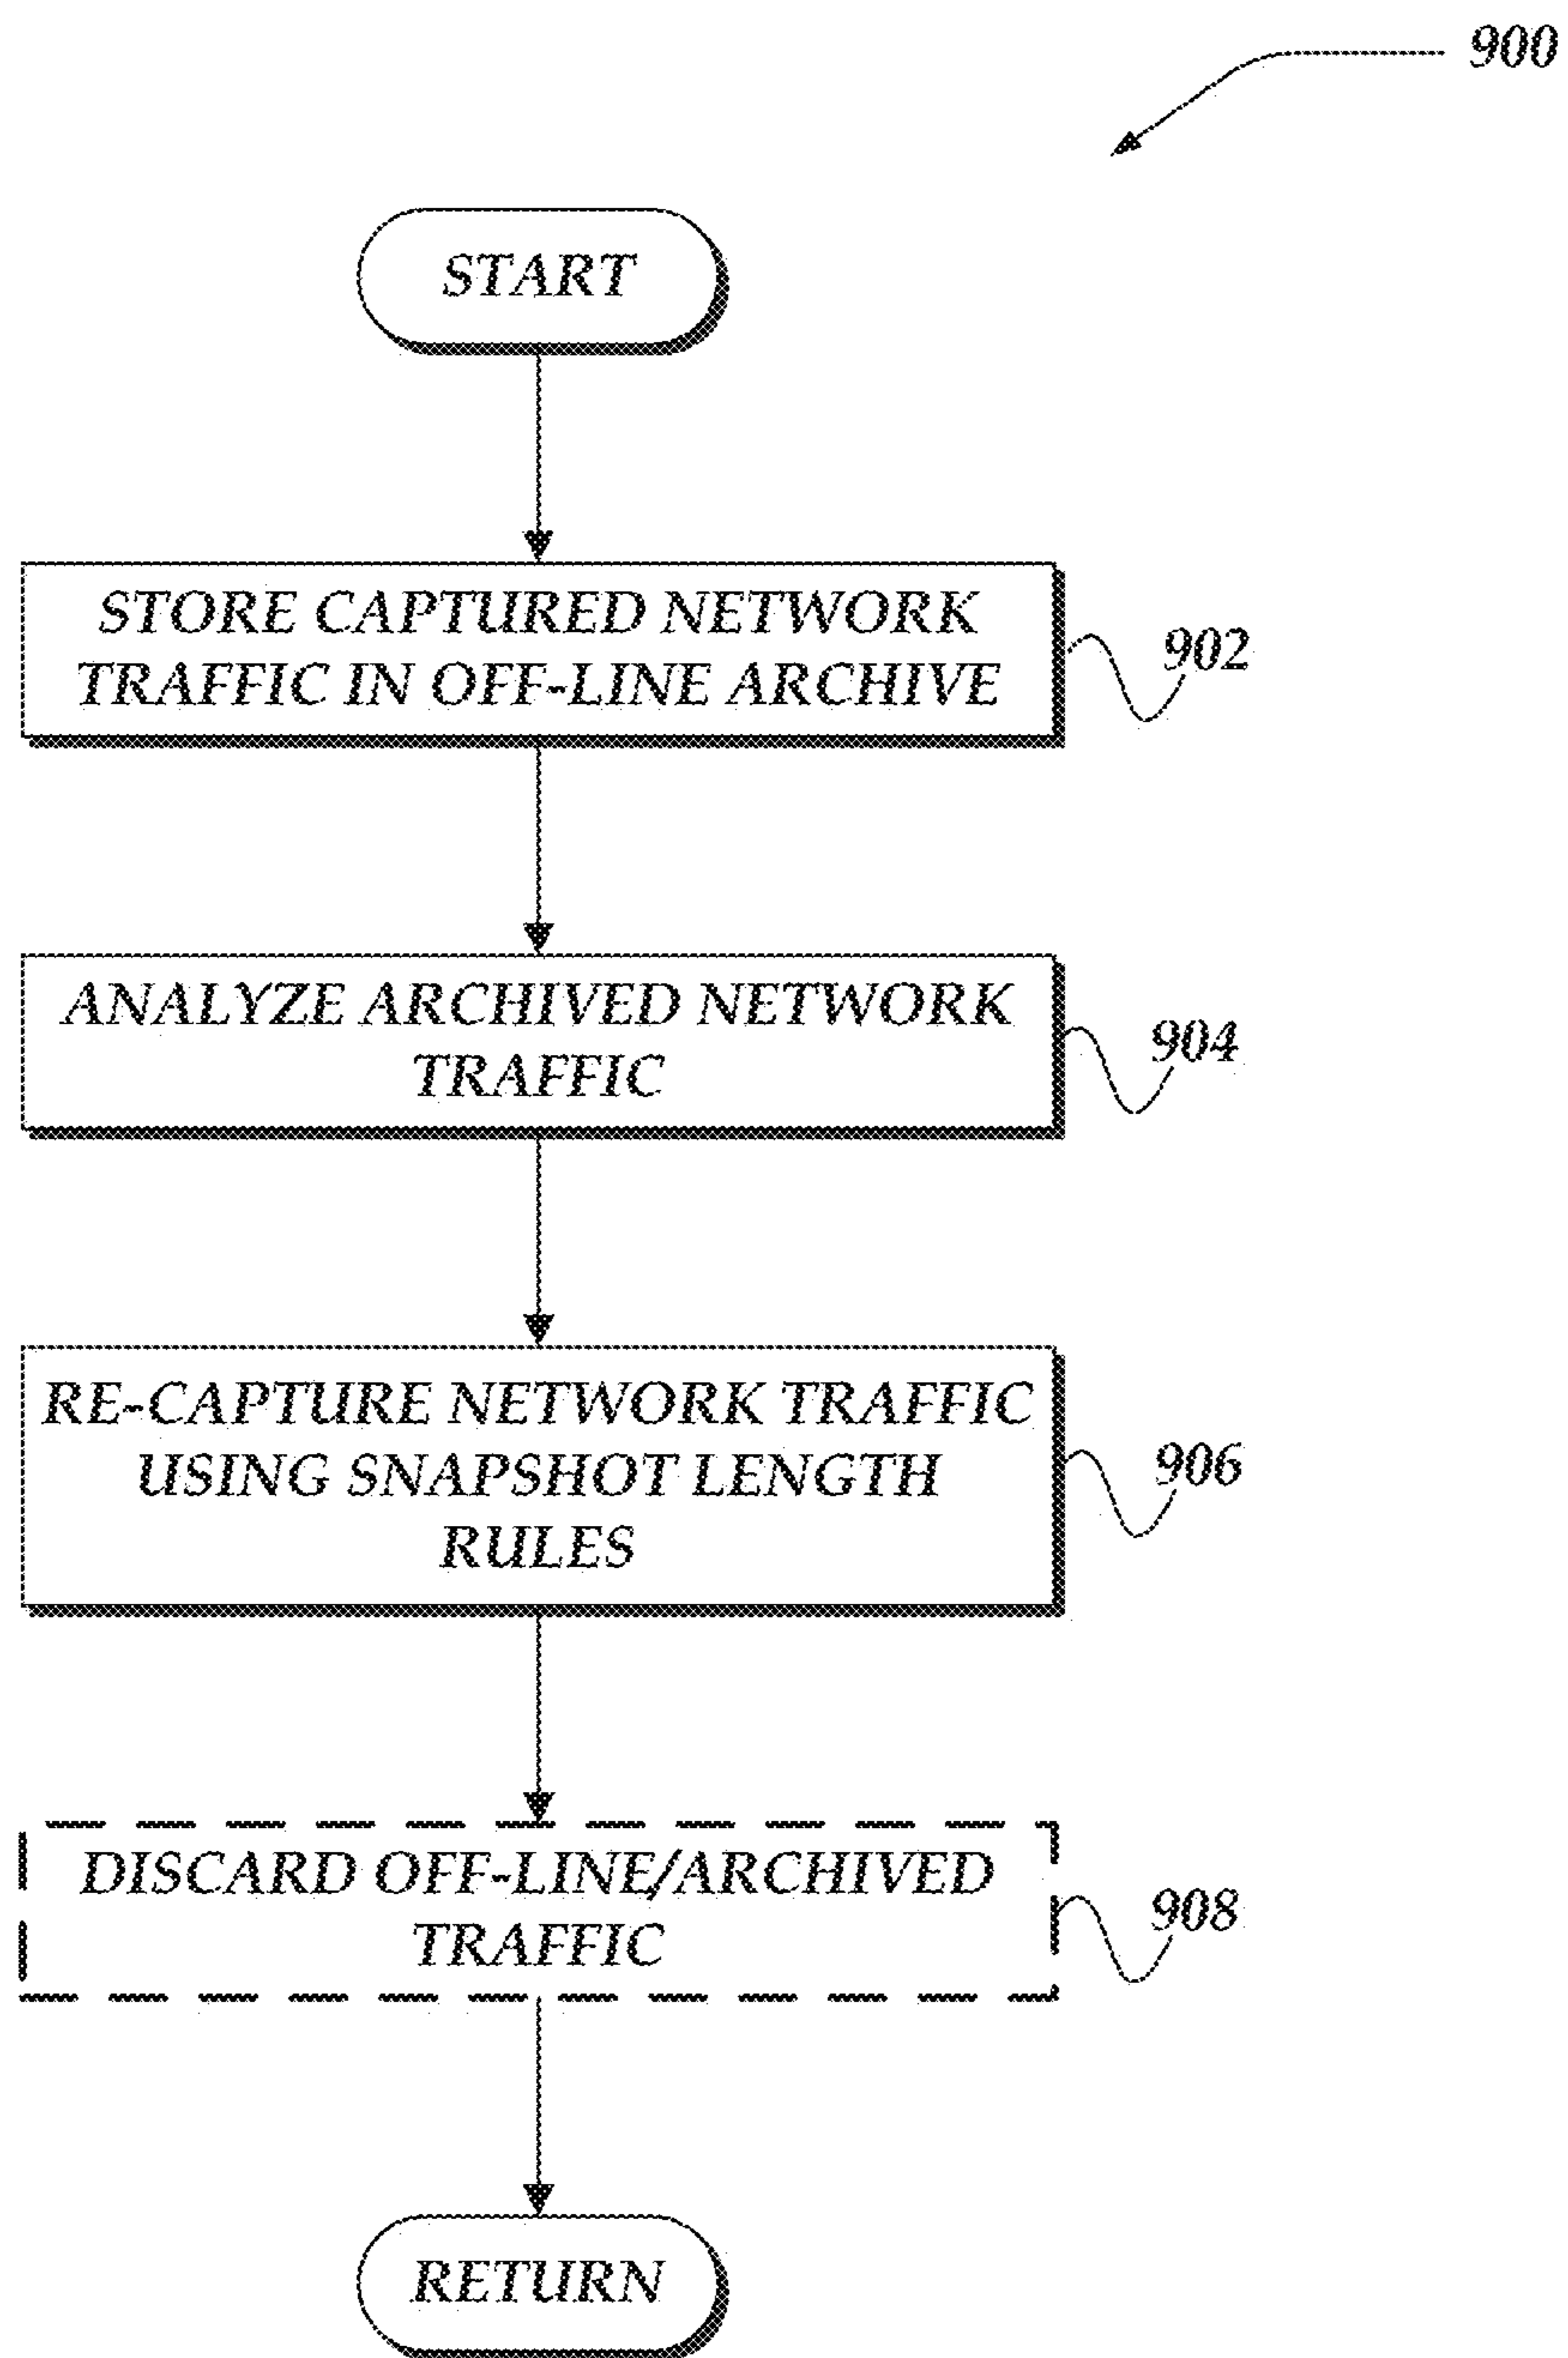 900
START
STORE CAPTURED NETWORK
TRAFFIC IN OFF-LINE ARCHIVE
902
ANALYZE ARCHIVED NETWORK
TRAFFIC
904
RE-CAPTURE NETWORK TRAFFIC
USING SNAPSHOT LENGTH
RULES
906
DISCARD OFF-LINE/ARCHIVED
TRAFFIC
908
RETURN